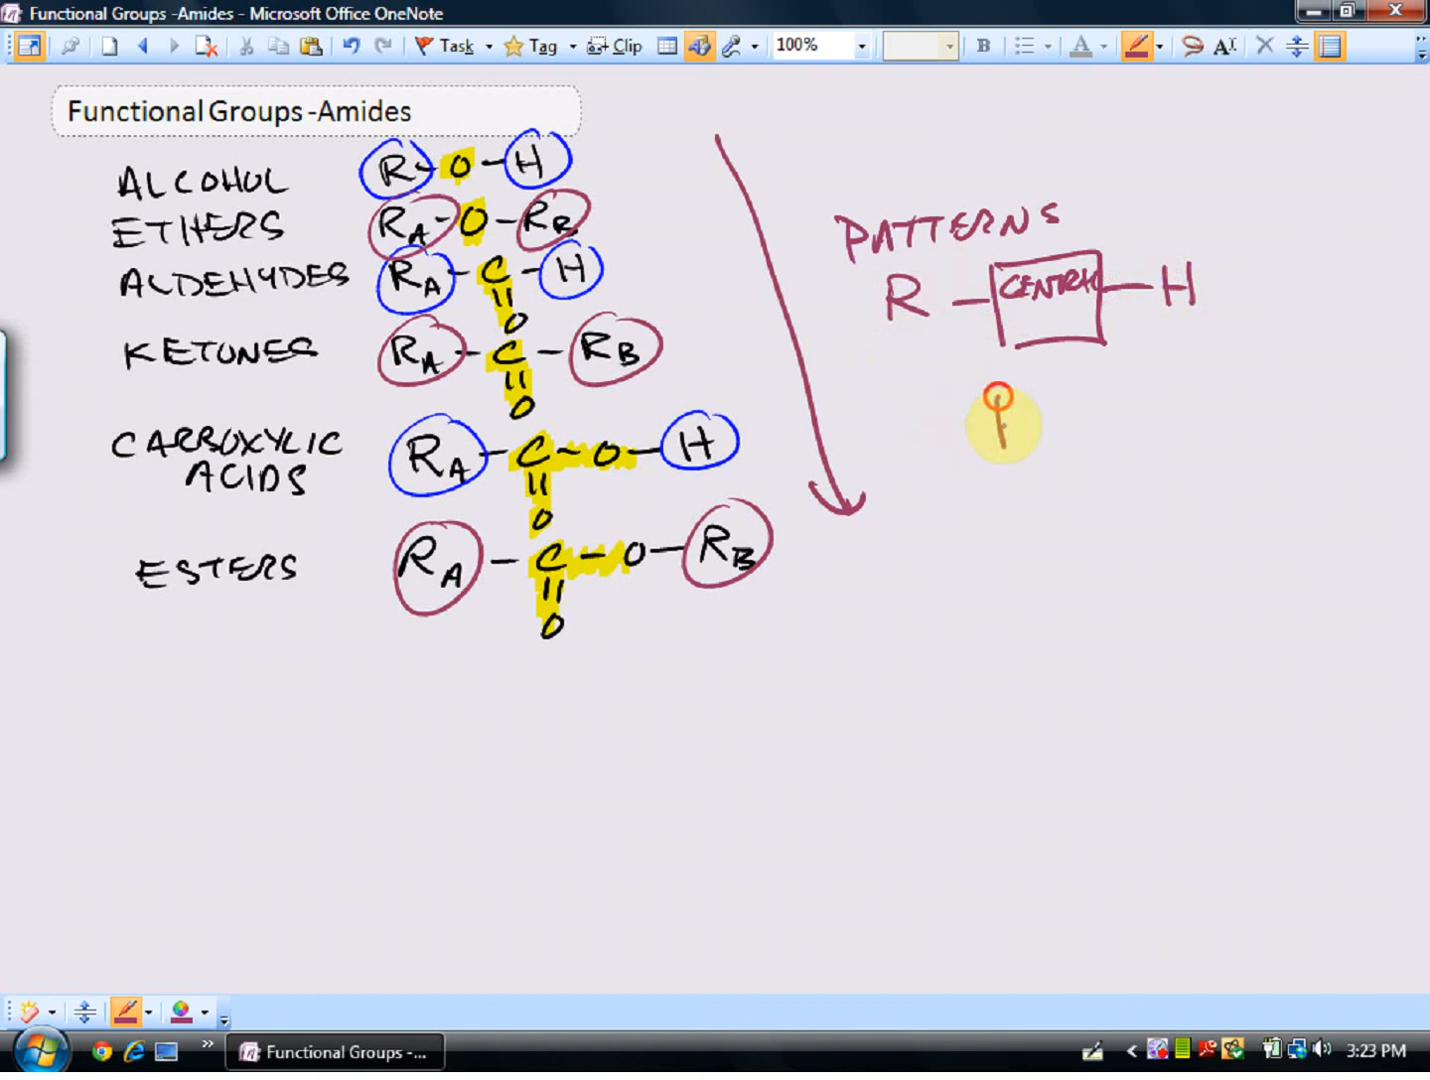 Functional Groups -Amides - Microsoft Office OneNote
Task Tag Clip 100% B A A
Functional Groups -Amides
ALCOHOL R - O - H
ETHERS RA - O - RB
ALDEHYDES RA - C - H
O
KETONES RA - C - RB
O
CARBOXYLIC ACIDS RA - C - O - H
O
ESTERS RA - C - O - RB
O
PATTERNS
R - CENTRAL - H
Functional Groups -...
3:23 PM